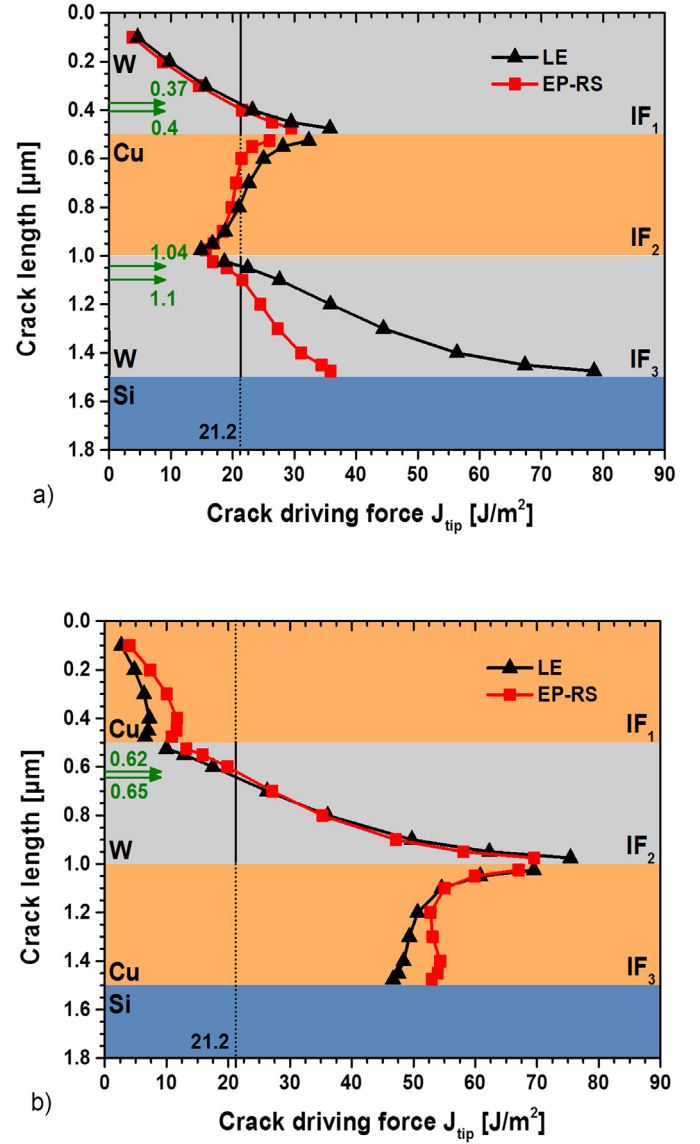 0.0
0.2
0.4
0.6
0.8
1.0
1.2
1.4
1.6
1.8
Crack length [µm]
W
0.37
0.4
LE
EP-RS
IF₁
Cu
IF₂
1.04
1.1
W
IF₃
Si
21.2
0 10 20 30 40 50 60 70 80 90
a)
Crack driving force J_tip [J/m²]
0.0
0.2
0.4
0.6
0.8
1.0
1.2
1.4
1.6
1.8
Crack length [µm]
LE
EP-RS
Cu
IF₁
0.62
0.65
W
IF₂
Cu
IF₃
Si
21.2
0 10 20 30 40 50 60 70 80 90
b)
Crack driving force J_tip [J/m²]